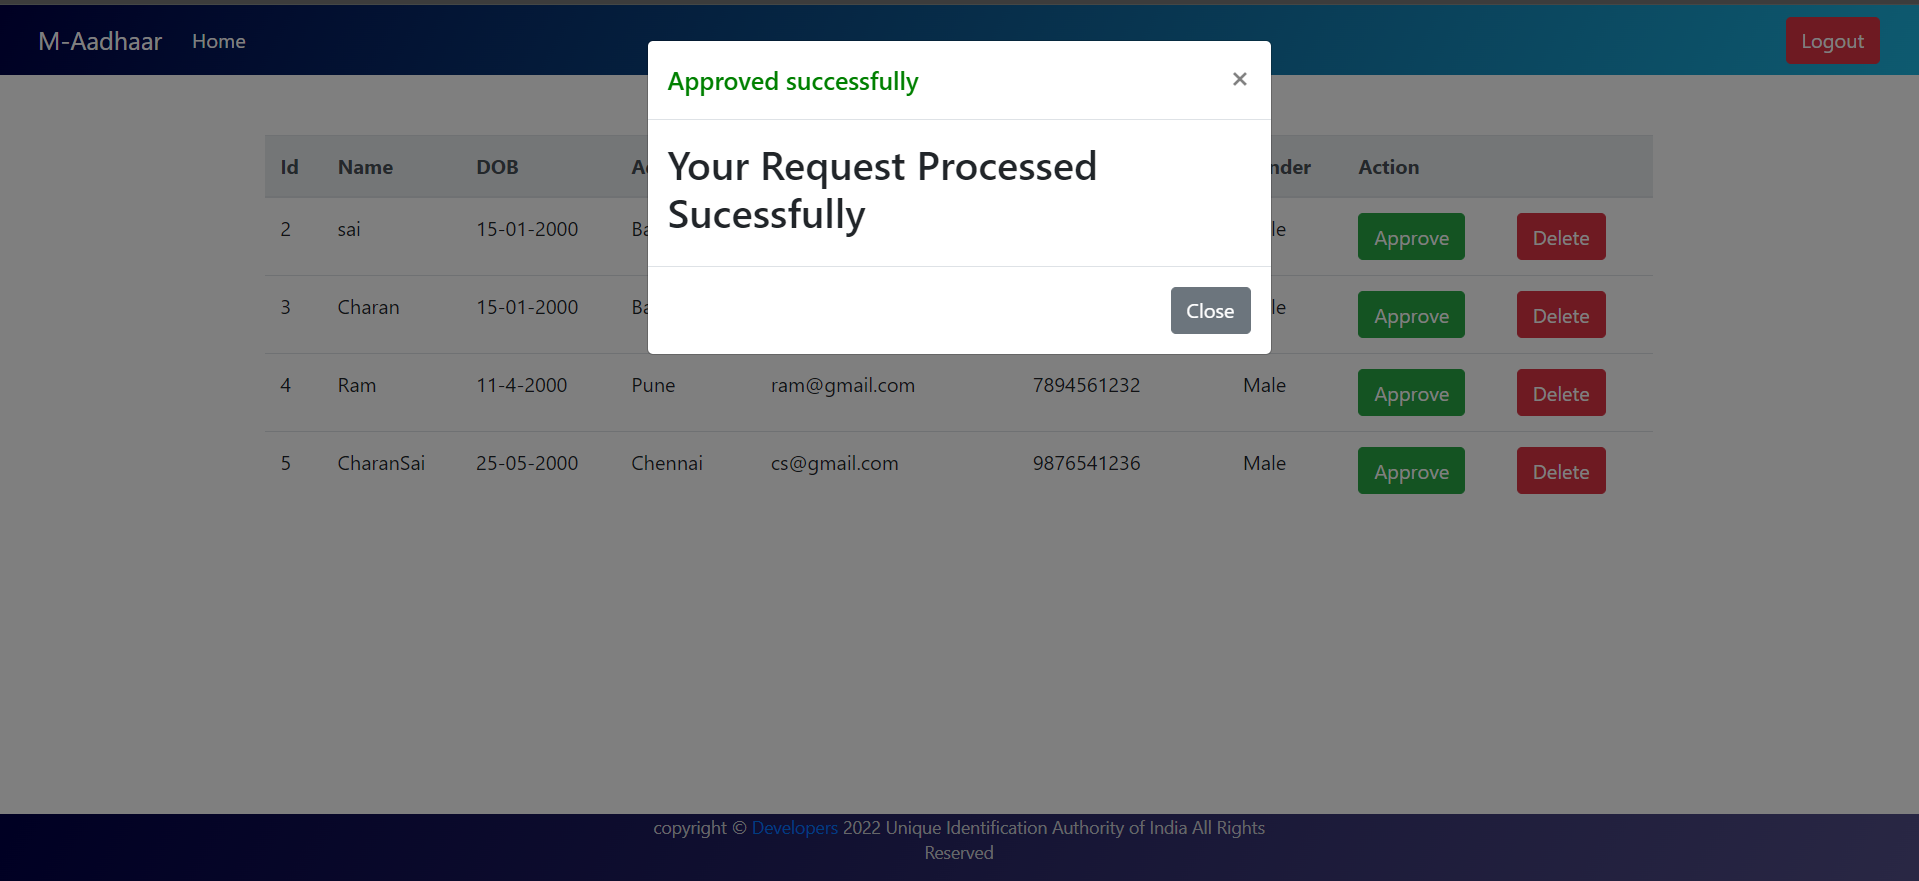 M-Aadhaar Home Logout
Approved successfully ×
Your Request Processed
Sucessfully
Close
Id Name DOB Action
2 sai 15-01-2000 Approve Delete
3 Charan 15-01-2000 Approve Delete
4 Ram 11-4-2000 Pune ram@gmail.com 7894561232 Male Approve Delete
5 CharanSai 25-05-2000 Chennai cs@gmail.com 9876541236 Male Approve Delete
copyright © Developers 2022 Unique Identification Authority of India All Rights
Reserved